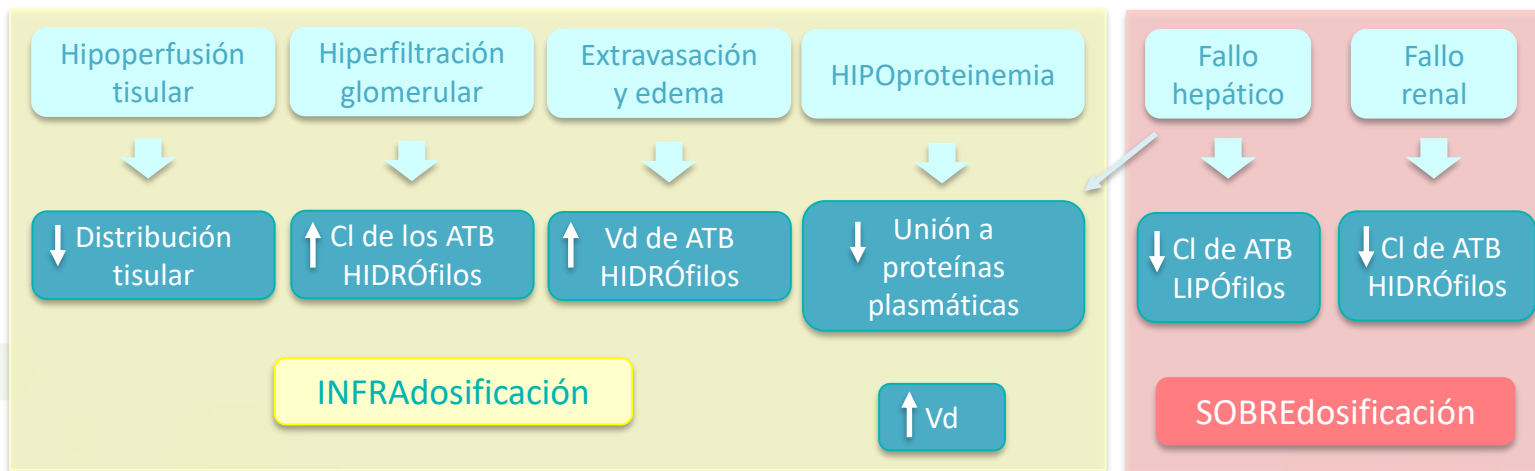 Hipoperfusión
tisular
Hiperfiltración
glomerular
Extravasación
y edema
HIPOproteinemia
Fallo
hepático
Fallo
renal
Distribución
tisular
Cl de los ATB
HIDRÓfilos
Vd de ATB
HIDRÓfilos
Unión a
proteínas
plasmáticas
Cl de ATB
LIPÓfilos
Cl de ATB
HIDRÓfilos
INFRAdosificación
Vd
SOBREdosificación